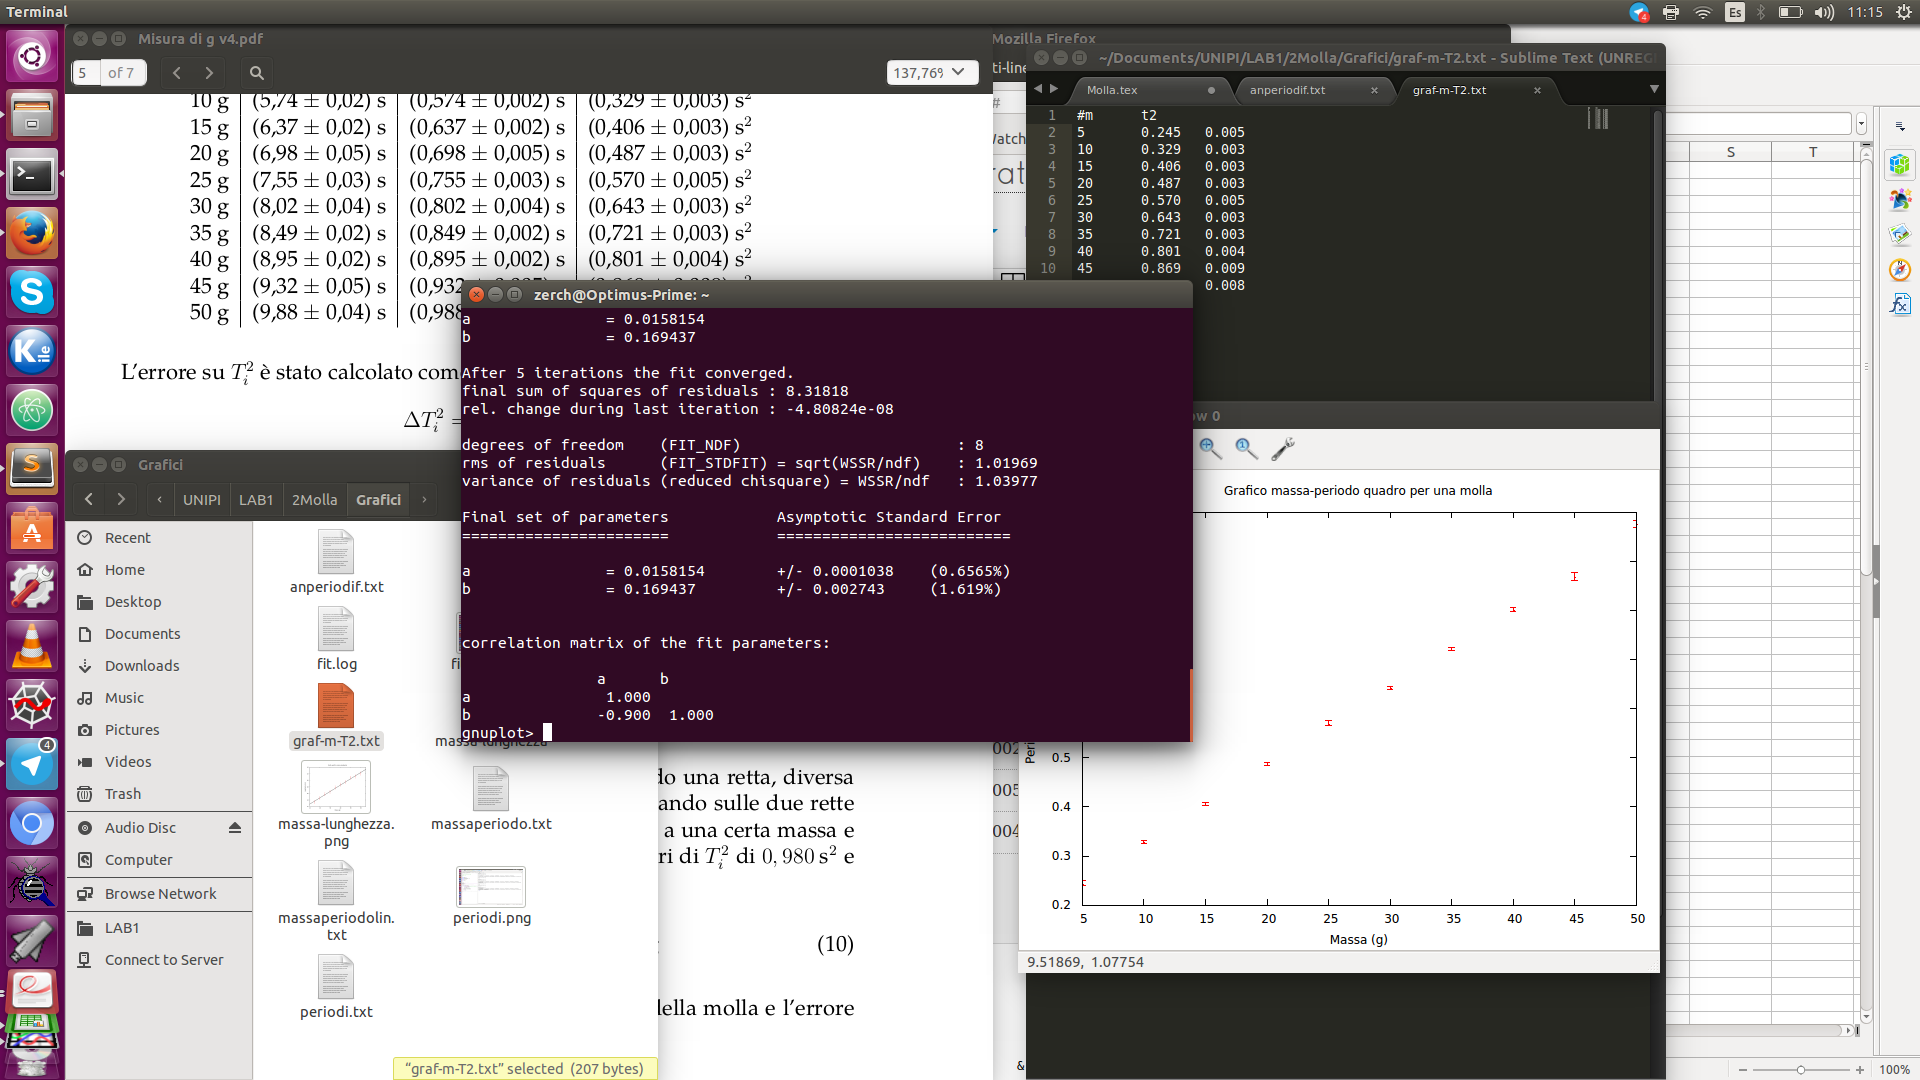 Terminal
Es
11:15
Misura di g v4.pdf
5 of 7
137,76%
10 g (5,74 ± 0,02) s (0,574 ± 0,002) s (0,329 ± 0,003) s²
15 g (6,37 ± 0,02) s (0,637 ± 0,002) s (0,406 ± 0,003) s²
20 g (6,98 ± 0,05) s (0,698 ± 0,005) s (0,487 ± 0,003) s²
25 g (7,55 ± 0,03) s (0,755 ± 0,003) s (0,570 ± 0,005) s²
30 g (8,02 ± 0,04) s (0,802 ± 0,004) s (0,643 ± 0,003) s²
35 g (8,49 ± 0,02) s (0,849 ± 0,002) s (0,721 ± 0,003) s²
40 g (8,95 ± 0,02) s (0,895 ± 0,002) s (0,801 ± 0,004) s²
45 g (9,32 ± 0,05) s (0,932
50 g (9,88 ± 0,04) s (0,988
L'errore su Tᵢ² è stato calcolato com
ΔTᵢ² =
Mozilla Firefox
ti-line
#
~/Documents/UNIPI/LAB1/2Molla/Grafici/graf-m-T2.txt - Sublime Text (UNREG
Molla.tex
anperiodif.txt
graf-m-T2.txt
1 #m t2
2 5 0.245 0.005
3 10 0.329 0.003
4 15 0.406 0.003
5 20 0.487 0.003
6 25 0.570 0.005
7 30 0.643 0.003
8 35 0.721 0.003
9 40 0.801 0.004
10 45 0.869 0.009
0.008
S T
zerch@Optimus-Prime: ~
a = 0.0158154
b = 0.169437
After 5 iterations the fit converged.
final sum of squares of residuals : 8.31818
rel. change during last iteration : -4.80824e-08
degrees of freedom (FIT_NDF) : 8
rms of residuals (FIT_STDFIT) = sqrt(WSSR/ndf) : 1.01969
variance of residuals (reduced chisquare) = WSSR/ndf : 1.03977
Final set of parameters Asymptotic Standard Error
======================= ==========================
a = 0.0158154 +/- 0.0001038 (0.6565%)
b = 0.169437 +/- 0.002743 (1.619%)
correlation matrix of the fit parameters:
a b
a 1.000
b -0.900 1.000
gnuplot>
Grafici
UNIPI LAB1 2Molla Grafici
Recent
Home
Desktop
Documents
Downloads
Music
Pictures
Videos
Trash
Audio Disc
Computer
Browse Network
LAB1
Connect to Server
anperiodif.txt
fit.log
graf-m-T2.txt
massa-lunghezza
massa-lunghezza.
png
massaperiodo.txt
massaperiodolin.
txt
periodi.png
periodi.txt
"graf-m-T2.txt" selected (207 bytes)
do una retta, diversa
ando sulle due rette
a una certa massa e
ri di Tᵢ² di 0,980 s² e
(10)
della molla e l'errore
002
005
004
&
ow 0
Grafico massa-periodo quadro per una molla
0.5
0.4
0.3
0.2
5 10 15 20 25 30 35 40 45 50
Massa (g)
9.51869, 1.07754
100%